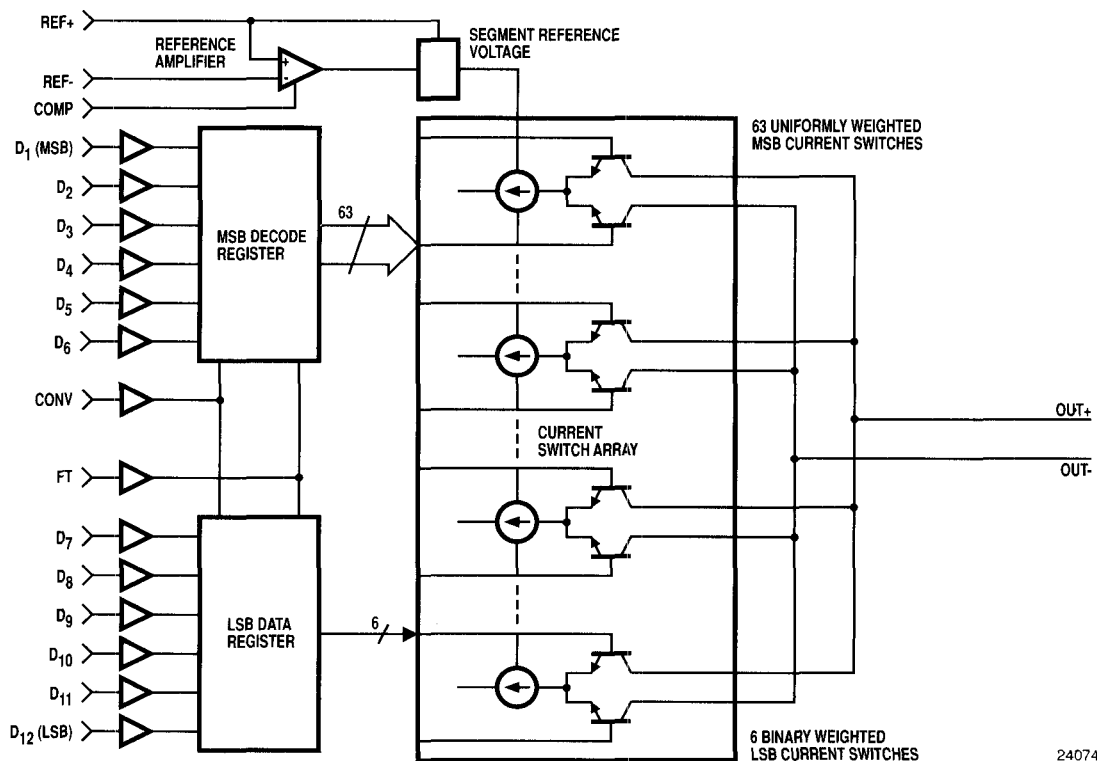 REF+
REFERENCE
AMPLIFIER
SEGMENT REFERENCE
VOLTAGE
+
-
REF-
COMP
63 UNIFORMLY WEIGHTED
MSB CURRENT SWITCHES
D1 (MSB)
D2
D3
D4
D5
D6
MSB DECODE
REGISTER
63
CONV
FT
CURRENT
SWITCH ARRAY
OUT+
OUT-
D7
D8
D9
D10
D11
D12 (LSB)
LSB DATA
REGISTER
6
6 BINARY WEIGHTED
LSB CURRENT SWITCHES
24074